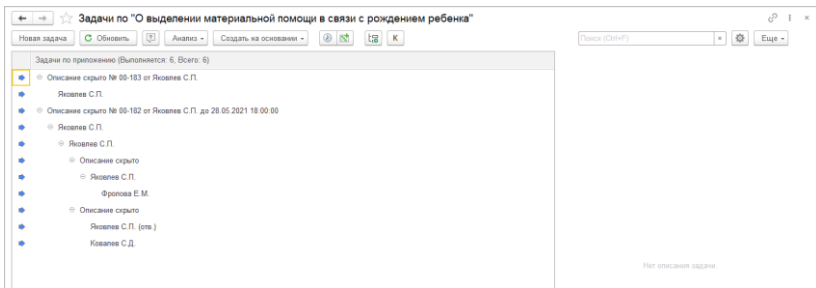 Задачи по "О выделении материальной помощи в связи с рождением ребенка"
Новая задача Обновить Анализ Создать на основании К Поиск (Ctrl+F) × Еще
Задачи по приложению (Выполняется: 6, Всего: 6)
Описание скрыто № 00-183 от Яковлев С.П.
Яковлев С.П.
Описание скрыто № 00-182 от Яковлев С.П. до 28.05.2021 18:00:00
Яковлев С.П.
Яковлев С.П.
Описание скрыто
Яковлев С.П.
Фролова Е.М.
Описание скрыто
Яковлев С.П. (отв.)
Ковалев С.Д.
Нет описания задачи